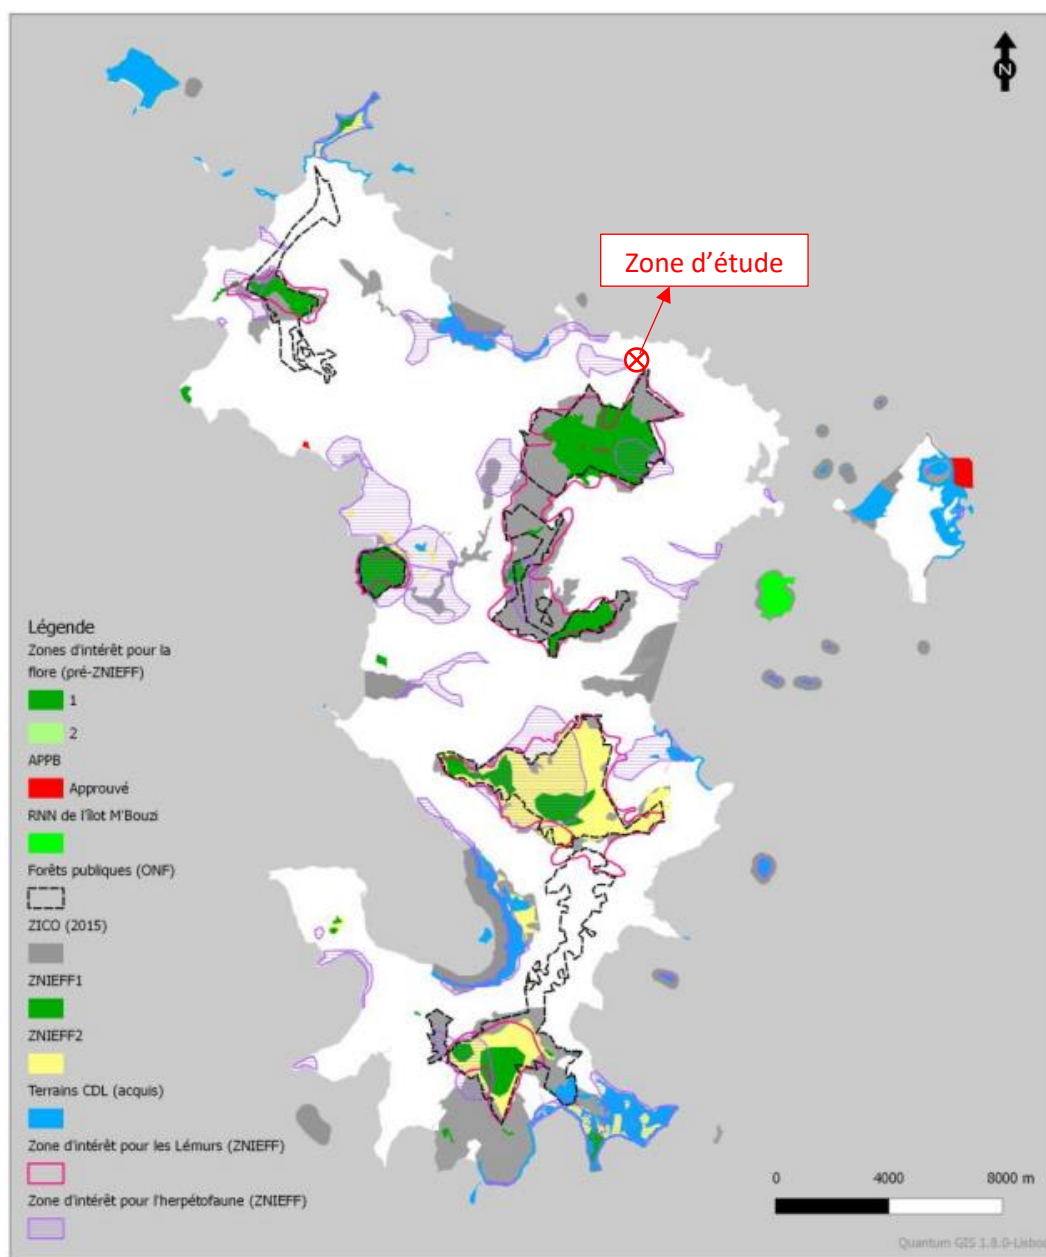 N
Zone d'étude
Légende
Zones d'intérêt pour la
flore (pré-ZNIEFF)
1
2
APPB
Approuvé
RNN de l'îlot M'Bouzi
Forêts publiques (ONF)
ZICO (2015)
ZNIEFF1
ZNIEFF2
Terrains CDL (acquis)
Zone d'intérêt pour les Lémurs (ZNIEFF)
Zone d'intérêt pour l'herpétofaune (ZNIEFF)
0 4000 8000 m
Quantum GIS 1.8.0-Lisboa